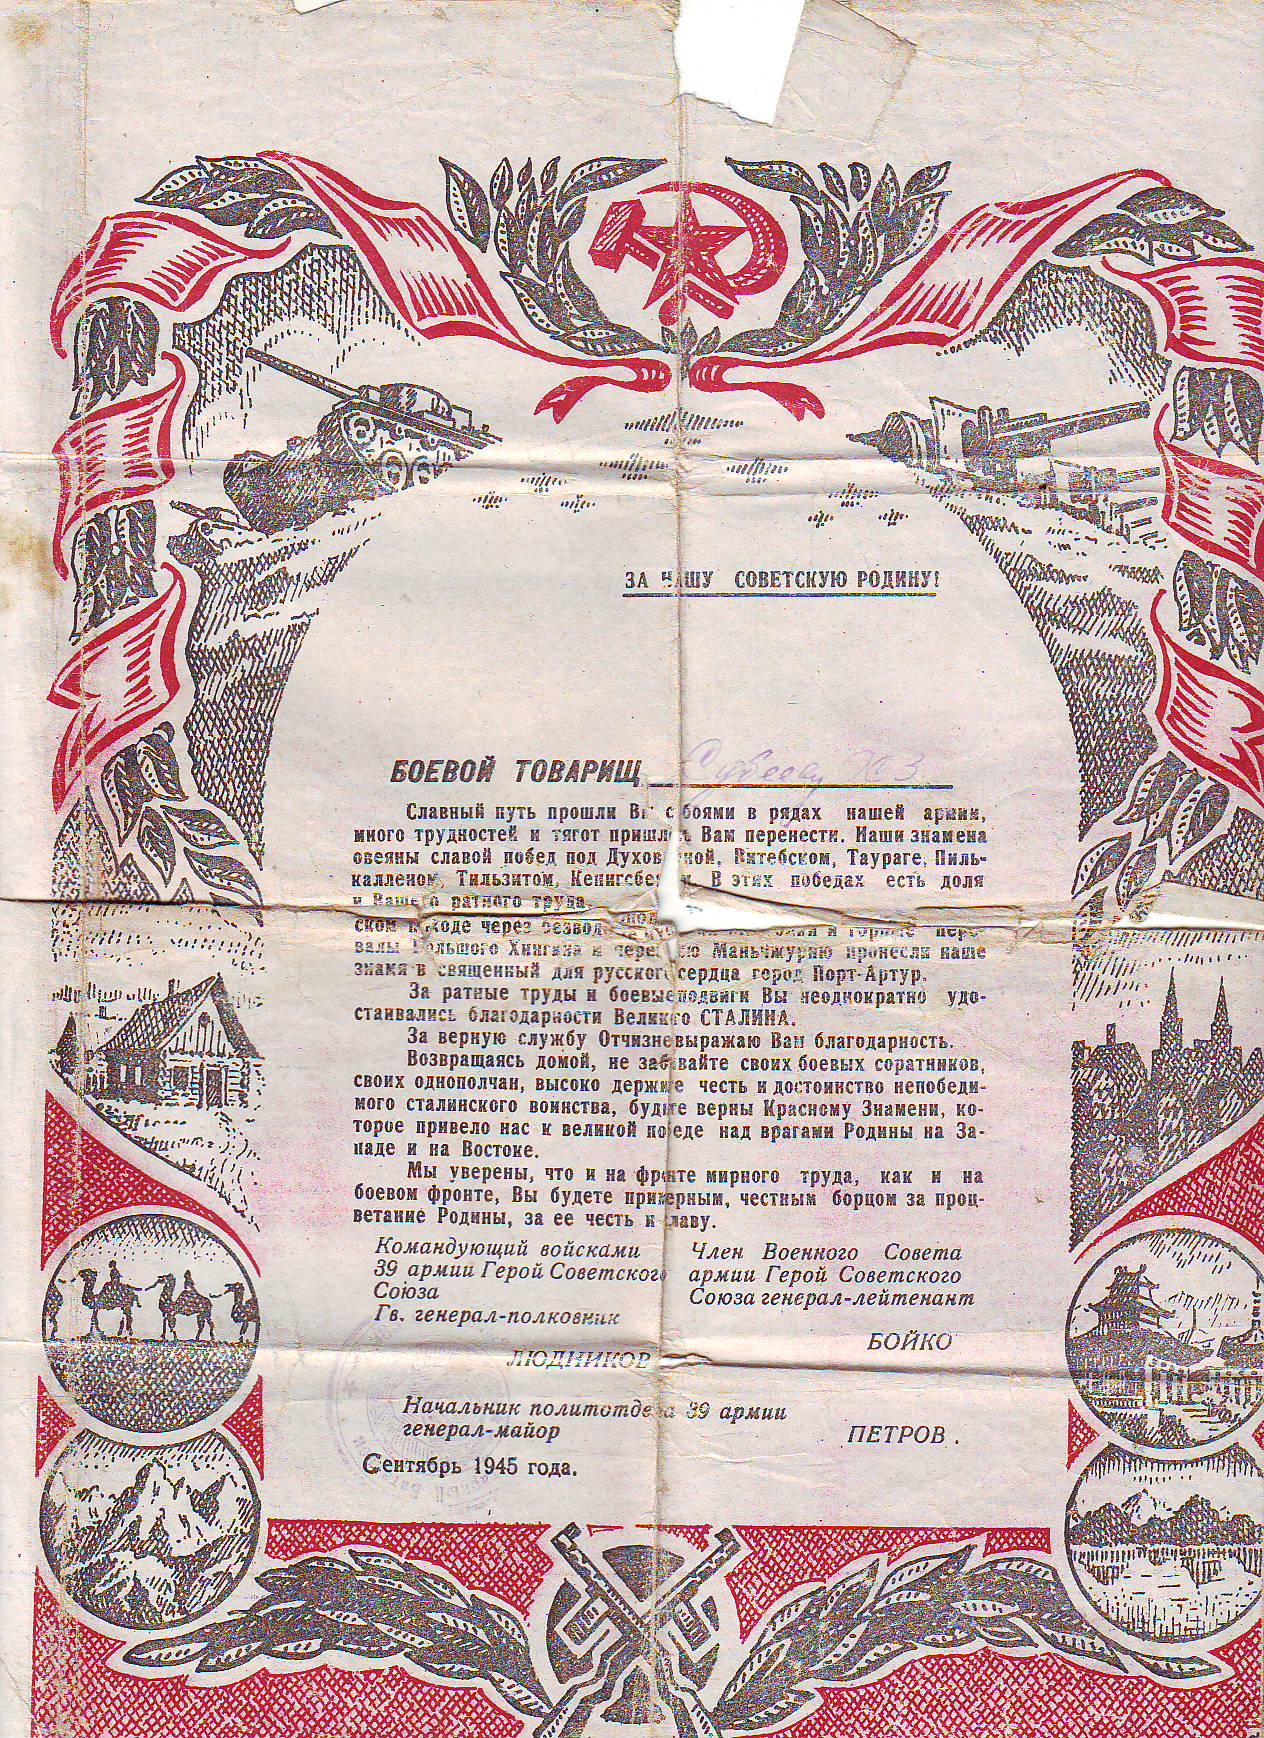 ЗА НАШУ СОВЕТСКУЮ РОДИНУ!
БОЕВОЙ ТОВАРИЩ
Славный путь прошли Вы с боями в рядах нашей армии,
много трудностей и тягот пришлось Вам перенести. Наши знамена
овеяны славой побед под Духовщиной, Витебском, Таураге, Пиль-
калленом, Тильзитом, Кенигсбергом. В этих победах есть доля
и Вашего ратного труда.
ском походе через и горные пере-
валы Большого Хингана и через Маньчжурию пронесли наше
знамя в священный для русского сердца город Порт-Артур.
За ратные труды и боевые подвиги Вы неоднократно удо-
стаивались благодарности Великого СТАЛИНА.
За верную службу Отчизне выражаю Вам благодарность.
Возвращаясь домой, не забывайте своих боевых соратников,
своих однополчан, высоко держите честь и достоинство непобеди-
мого сталинского воинства, будьте верны Красному Знамени, ко-
торое привело нас к великой победе над врагами Родины на За-
паде и на Востоке.
Мы уверены, что и на фронте мирного труда, как и на
боевом фронте, Вы будете примерным, честным борцом за проц-
ветание Родины, за ее честь и славу.
Командующий войсками
39 армии Герой Советского
Союза
Гв. генерал-полковник
ЛЮДНИКОВ
Член Военного Совета
армии Герой Советского
Союза генерал-лейтенант
БОЙКО
Начальник политотдела 39 армии
генерал-майор
ПЕТРОВ.
Сентябрь 1945 года.